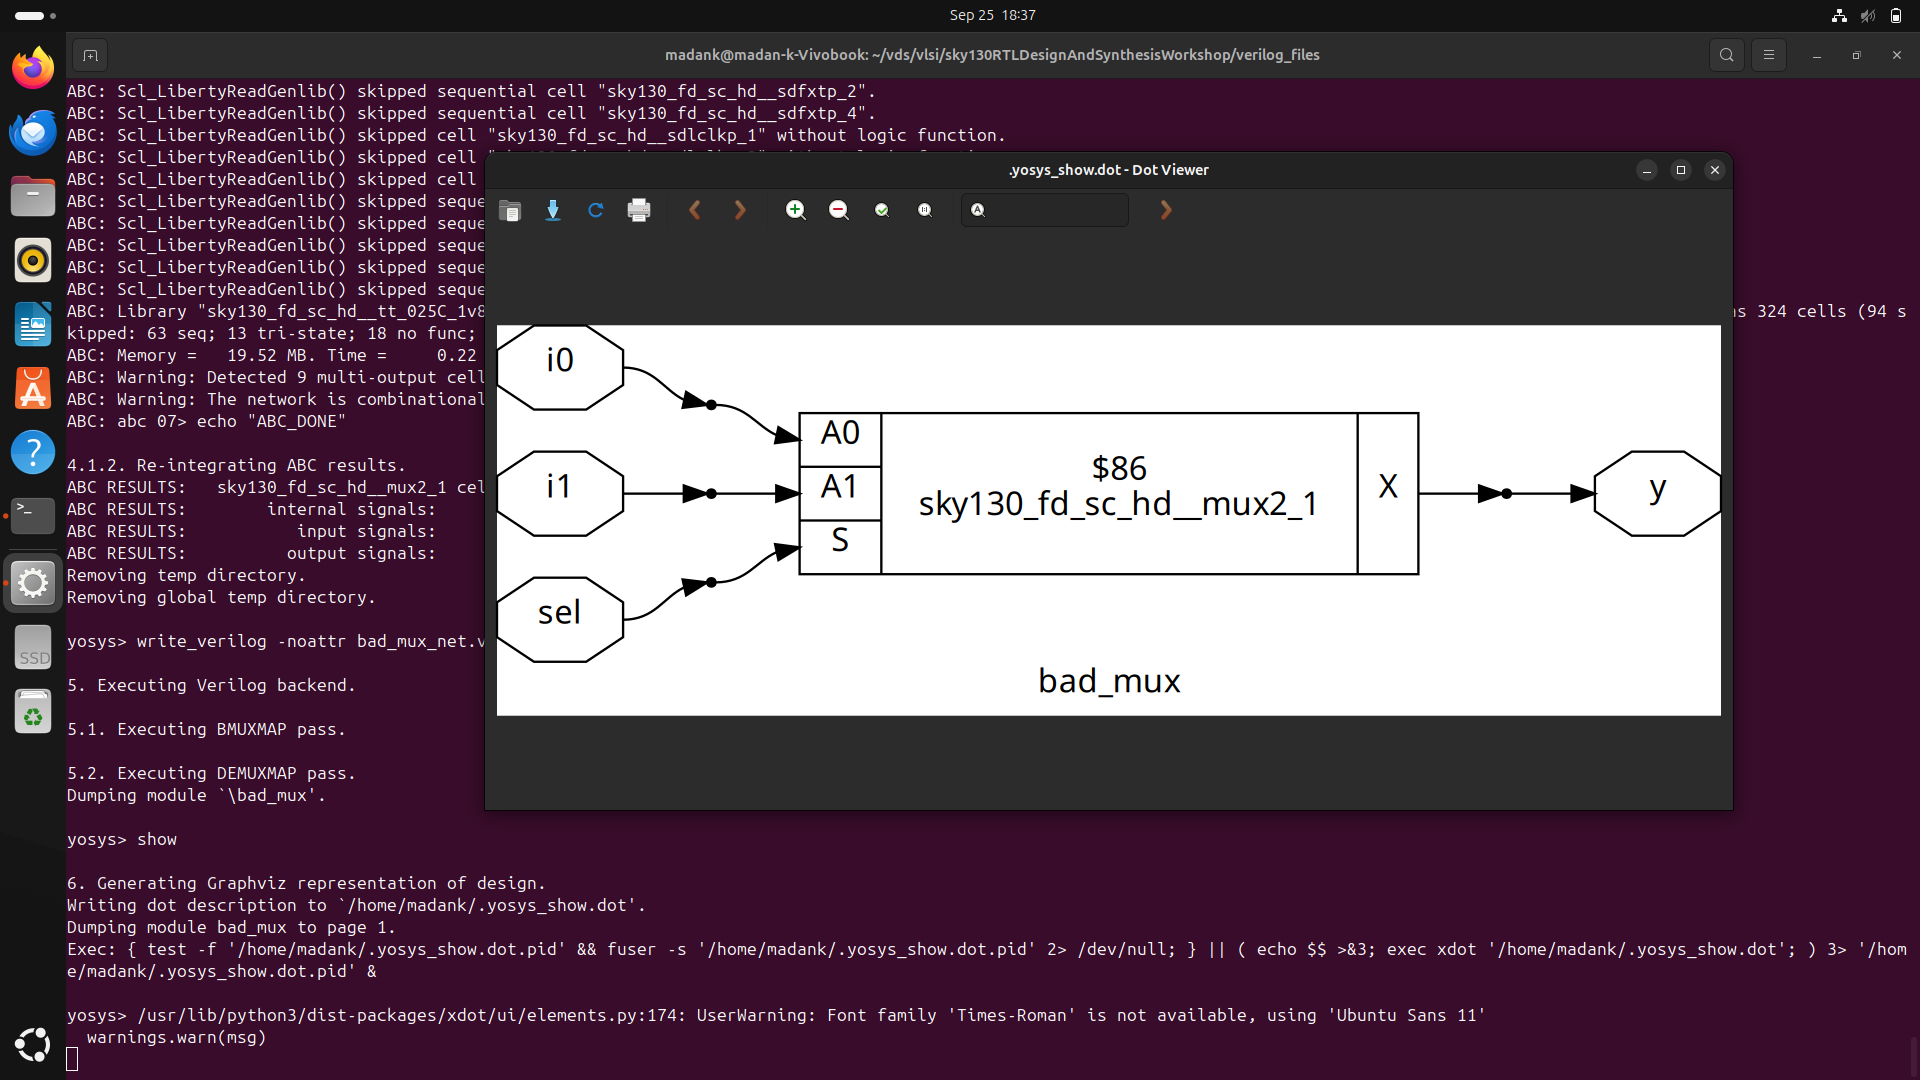 Sep 25 18:37
madank@madan-k-Vivobook: ~/vds/vlsi/sky130RTLDesignAndSynthesisWorkshop/verilog_files
ABC: Scl_LibertyReadGenlib() skipped sequential cell "sky130_fd_sc_hd__sdfxtp_2".
ABC: Scl_LibertyReadGenlib() skipped sequential cell "sky130_fd_sc_hd__sdfxtp_4".
ABC: Scl_LibertyReadGenlib() skipped cell "sky130_fd_sc_hd__sdlclkp_1" without logic function.
ABC: Scl_LibertyReadGenlib() skipped cell
ABC: Scl_LibertyReadGenlib() skipped cell
ABC: Scl_LibertyReadGenlib() skipped seque
ABC: Scl_LibertyReadGenlib() skipped seque
ABC: Scl_LibertyReadGenlib() skipped seque
ABC: Scl_LibertyReadGenlib() skipped seque
ABC: Scl_LibertyReadGenlib() skipped seque
ABC: Library "sky130_fd_sc_hd__tt_025C_1v8 ns 324 cells (94 s
kipped: 63 seq; 13 tri-state; 18 no func;
ABC: Memory = 19.52 MB. Time = 0.22
ABC: Warning: Detected 9 multi-output cell
ABC: Warning: The network is combinational
ABC: abc 07> echo "ABC_DONE"
4.1.2. Re-integrating ABC results.
ABC RESULTS: sky130_fd_sc_hd__mux2_1 cel
ABC RESULTS: internal signals:
ABC RESULTS: input signals:
ABC RESULTS: output signals:
Removing temp directory.
Removing global temp directory.
yosys> write_verilog -noattr bad_mux_net.v
5. Executing Verilog backend.
5.1. Executing BMUXMAP pass.
5.2. Executing DEMUXMAP pass.
Dumping module `\bad_mux'.
yosys> show
6. Generating Graphviz representation of design.
Writing dot description to `/home/madank/.yosys_show.dot'.
Dumping module bad_mux to page 1.
Exec: { test -f '/home/madank/.yosys_show.dot.pid' && fuser -s '/home/madank/.yosys_show.dot.pid' 2> /dev/null; } || ( echo $$ >&3; exec xdot '/home/madank/.yosys_show.dot'; ) 3> '/hom
e/madank/.yosys_show.dot.pid' &
yosys> /usr/lib/python3/dist-packages/xdot/ui/elements.py:174: UserWarning: Font family 'Times-Roman' is not available, using 'Ubuntu Sans 11'
warnings.warn(msg)
.yosys_show.dot - Dot Viewer
i0
i1
sel
A0
A1
S
$86
sky130_fd_sc_hd__mux2_1
X
y
bad_mux
SSD